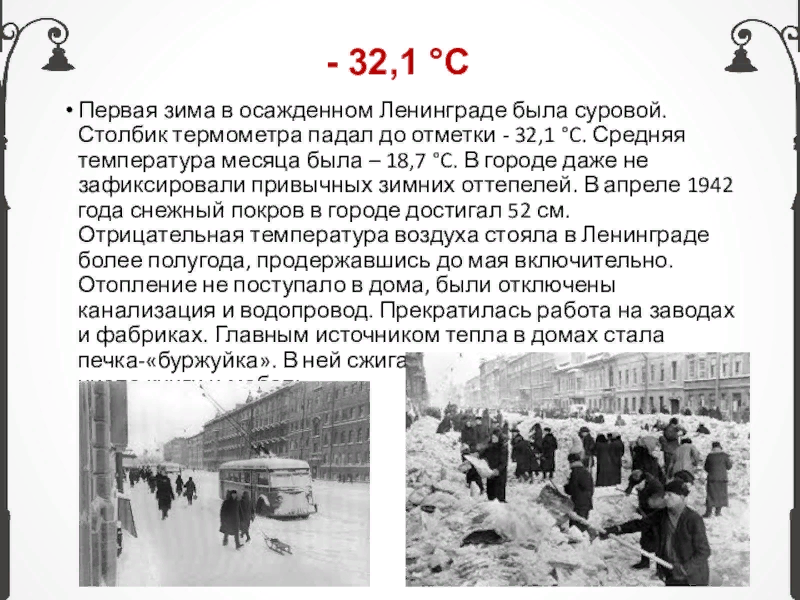 - 32,1 °C
• Первая зима в осажденном Ленинграде была суровой.
Столбик термометра падал до отметки - 32,1 °C. Средняя
температура месяца была – 18,7 °C. В городе даже не
зафиксировали привычных зимних оттепелей. В апреле 1942
года снежный покров в городе достигал 52 см.
Отрицательная температура воздуха стояла в Ленинграде
более полугода, продержавшись до мая включительно.
Отопление не поступало в дома, были отключены
канализация и водопровод. Прекратилась работа на заводах
и фабриках. Главным источником тепла в домах стала
печка-«буржуйка». В ней сжига